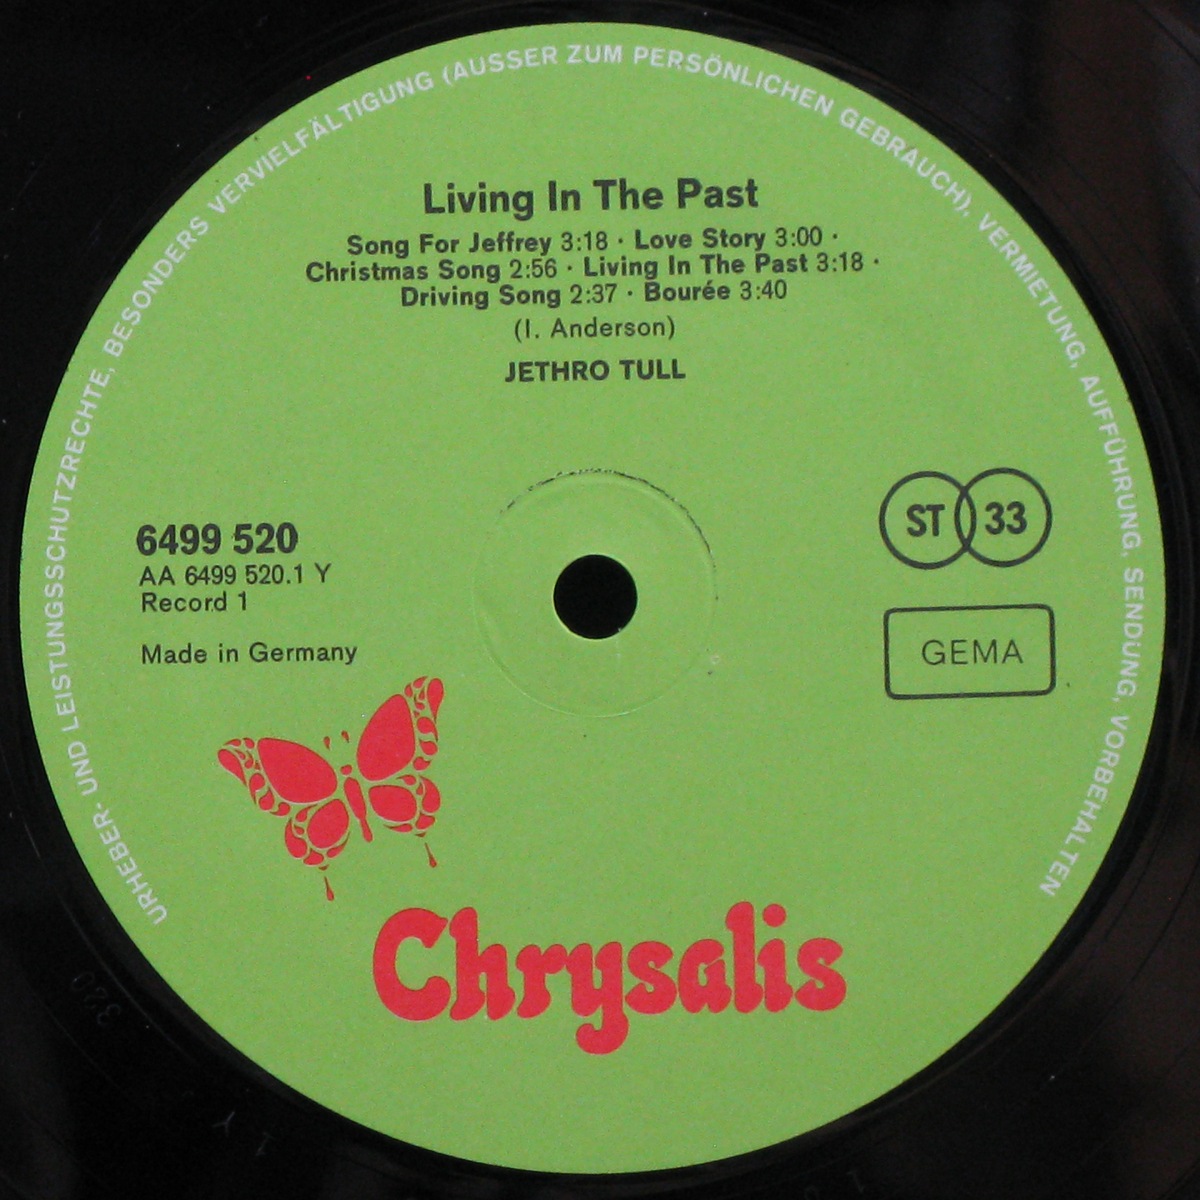 URHEBER- UND LEISTUNGSSCHUTZRECHTE, BESONDERS VERVIELFÄLTIGUNG (AUSSER ZUM PERSÖNLICHEN GEBRAUCH), VERMIETUNG, AUFFÜHRUNG, SENDUNG, VORBEHALTEN
Living In The Past
Song For Jeffrey 3:18 · Love Story 3:00 ·
Christmas Song 2:56 · Living In The Past 3:18 ·
Driving Song 2:37 · Bourée 3:40
(I. Anderson)
JETHRO TULL
6499 520
AA 6499 520.1 Y
Record 1
Made in Germany
ST 33
GEMA
Chrysalis
320